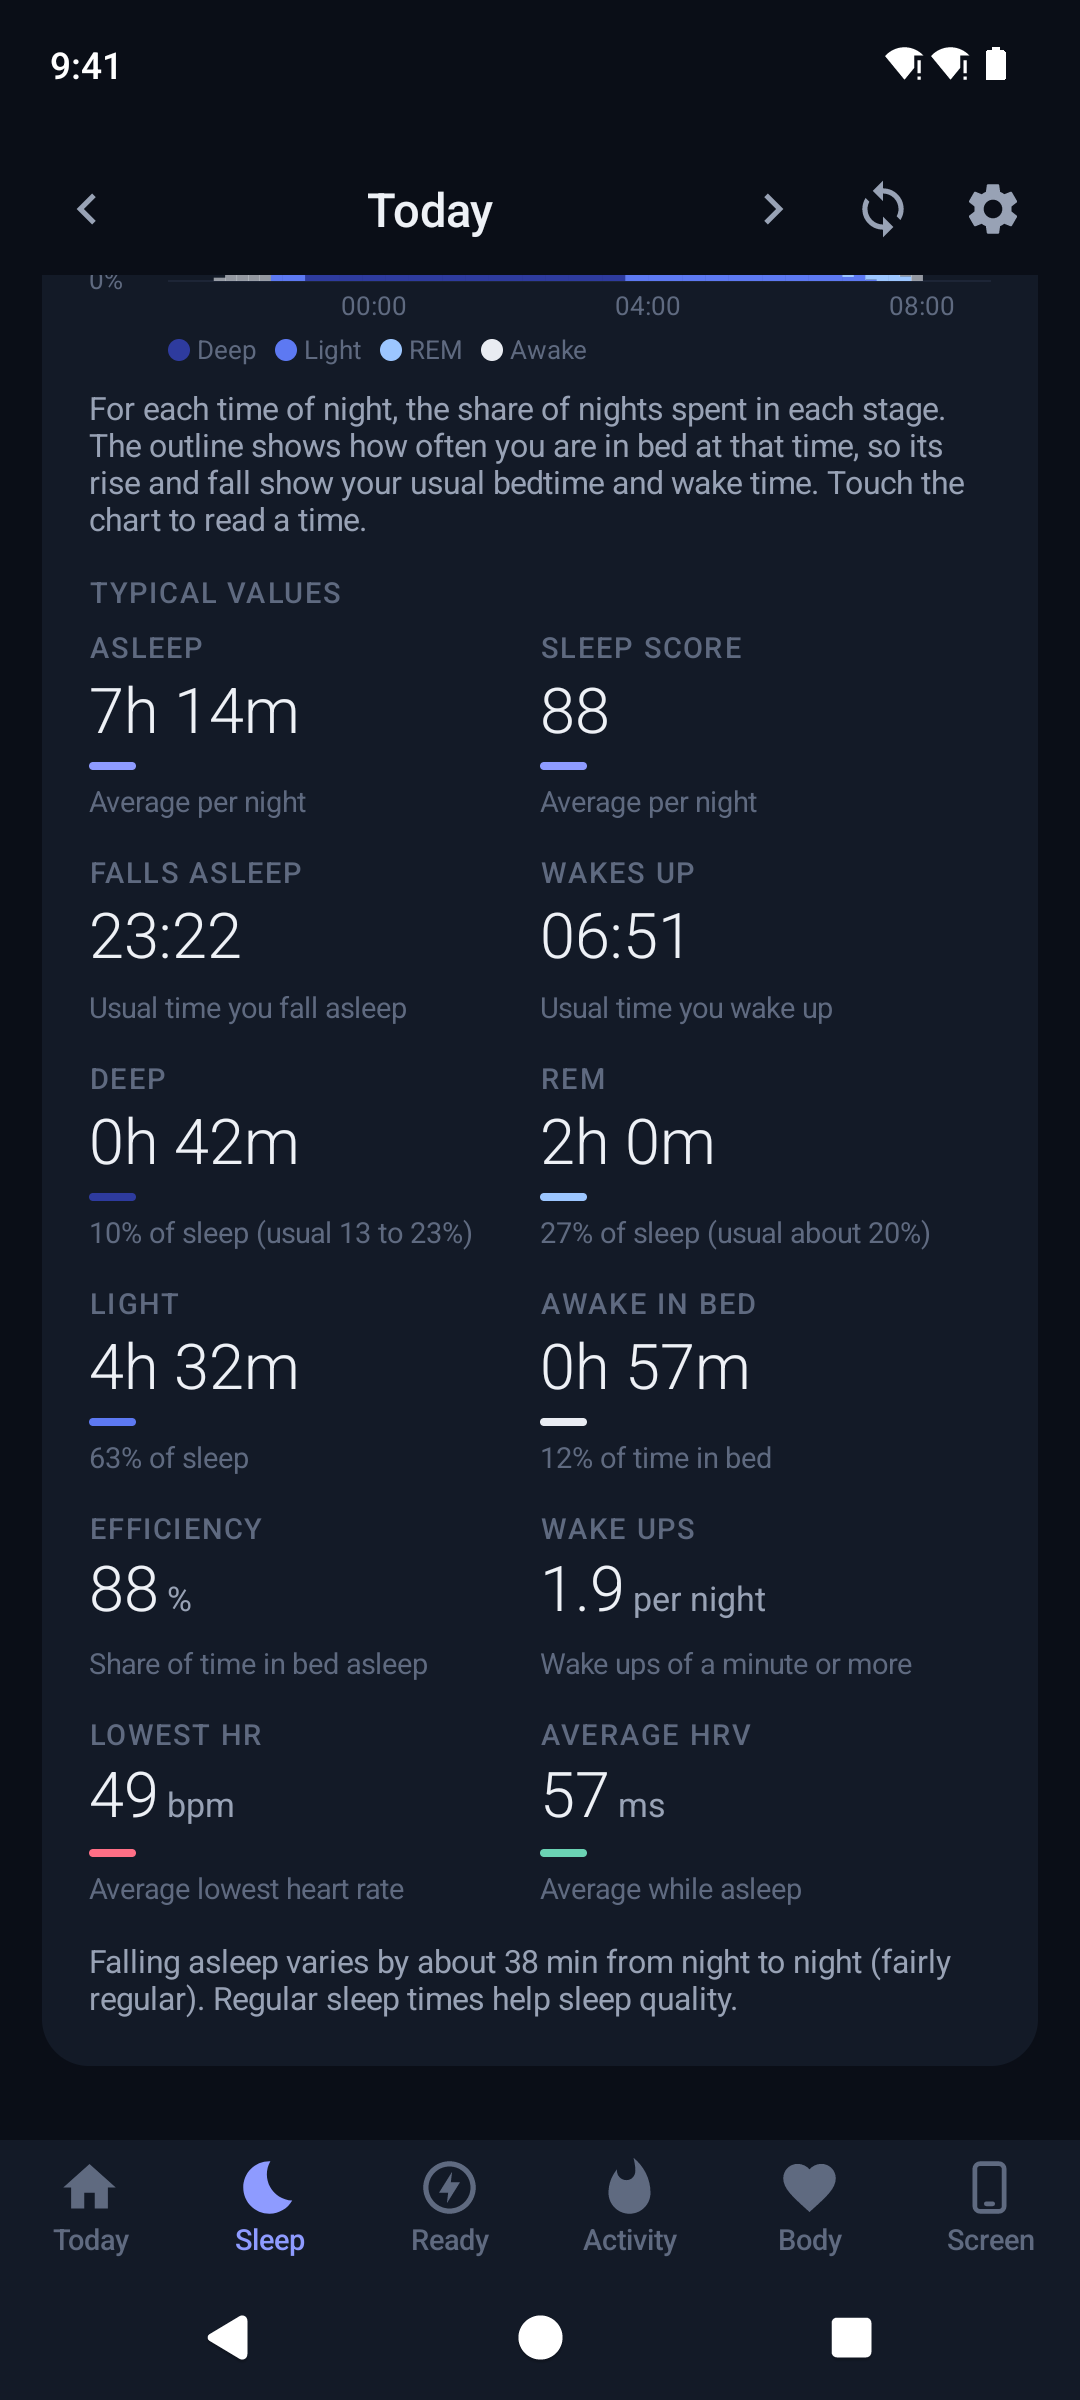 9:41
Today
0%
00:00 04:00 08:00
Deep Light REM Awake
For each time of night, the share of nights spent in each stage.
The outline shows how often you are in bed at that time, so its
rise and fall show your usual bedtime and wake time. Touch the
chart to read a time.
TYPICAL VALUES
ASLEEP SLEEP SCORE
7h 14m 88
Average per night Average per night
FALLS ASLEEP WAKES UP
23:22 06:51
Usual time you fall asleep Usual time you wake up
DEEP REM
0h 42m 2h 0m
10% of sleep (usual 13 to 23%) 27% of sleep (usual about 20%)
LIGHT AWAKE IN BED
4h 32m 0h 57m
63% of sleep 12% of time in bed
EFFICIENCY WAKE UPS
88 % 1.9 per night
Share of time in bed asleep Wake ups of a minute or more
LOWEST HR AVERAGE HRV
49 bpm 57 ms
Average lowest heart rate Average while asleep
Falling asleep varies by about 38 min from night to night (fairly
regular). Regular sleep times help sleep quality.
Today Sleep Ready Activity Body Screen